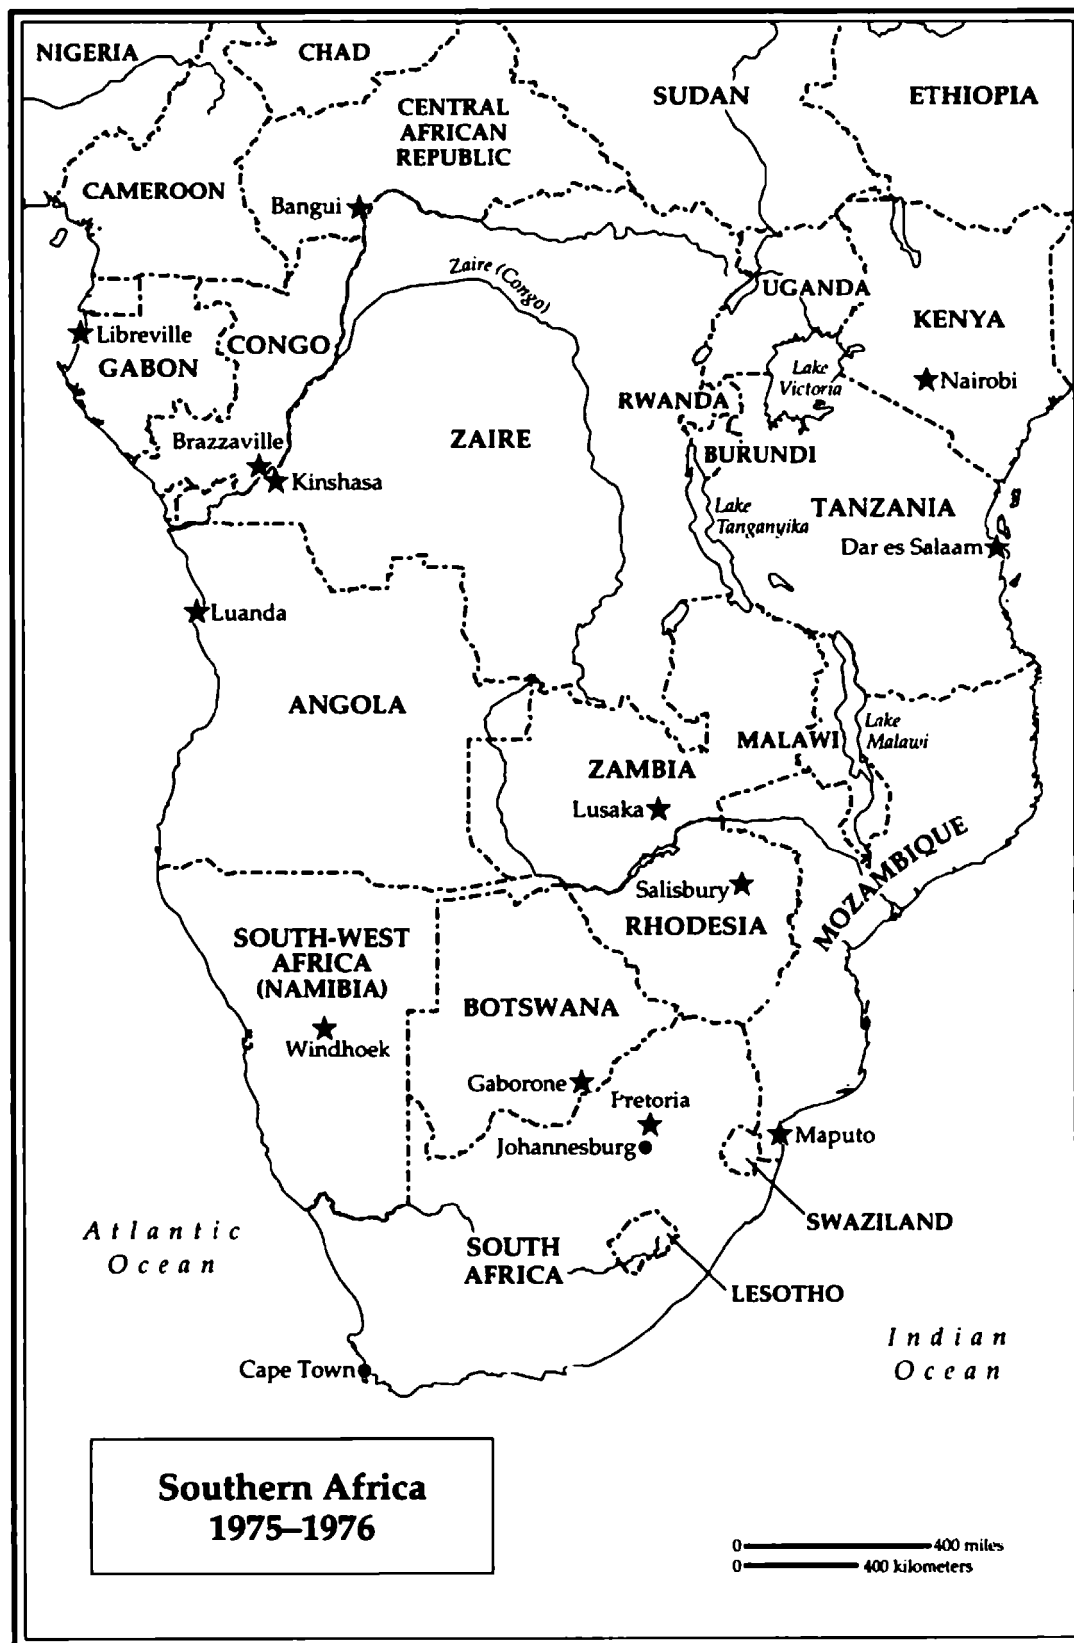 NIGERIA
CHAD
SUDAN
ETHIOPIA
CENTRAL
AFRICAN
REPUBLIC
CAMEROON
Bangui
Zaire (Congo)
UGANDA
KENYA
Libreville
GABON
CONGO
Lake
Victoria
Nairobi
RWANDA
Brazzaville
ZAIRE
BURUNDI
Kinshasa
Lake
Tanganyika
TANZANIA
Dar es Salaam
Luanda
ANGOLA
Lake
Malawi
MALAWI
ZAMBIA
Lusaka
MOZAMBIQUE
Salisbury
RHODESIA
SOUTH-WEST
AFRICA
(NAMIBIA)
BOTSWANA
Windhoek
Gaborone
Pretoria
Johannesburg
Maputo
SWAZILAND
Atlantic
Ocean
SOUTH
AFRICA
LESOTHO
Indian
Ocean
Cape Town
Southern Africa
1975–1976
0 400 miles
0 400 kilometers